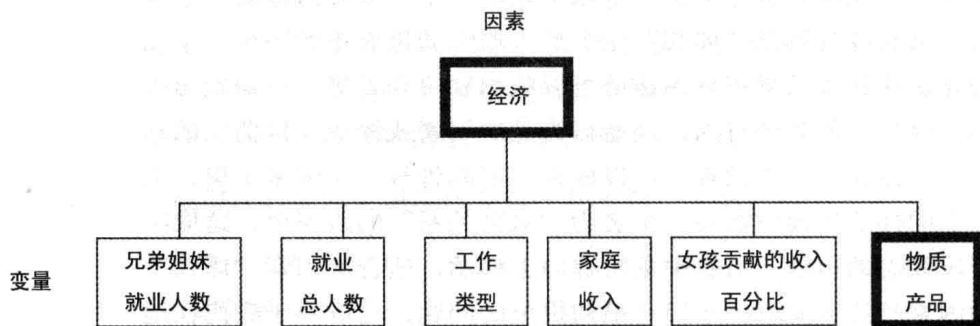 因素
经济
变量
兄弟姐妹
就业人数
就业
总人数
工作
类型
家庭
收入
女孩贡献的收入
百分比
物质
产品